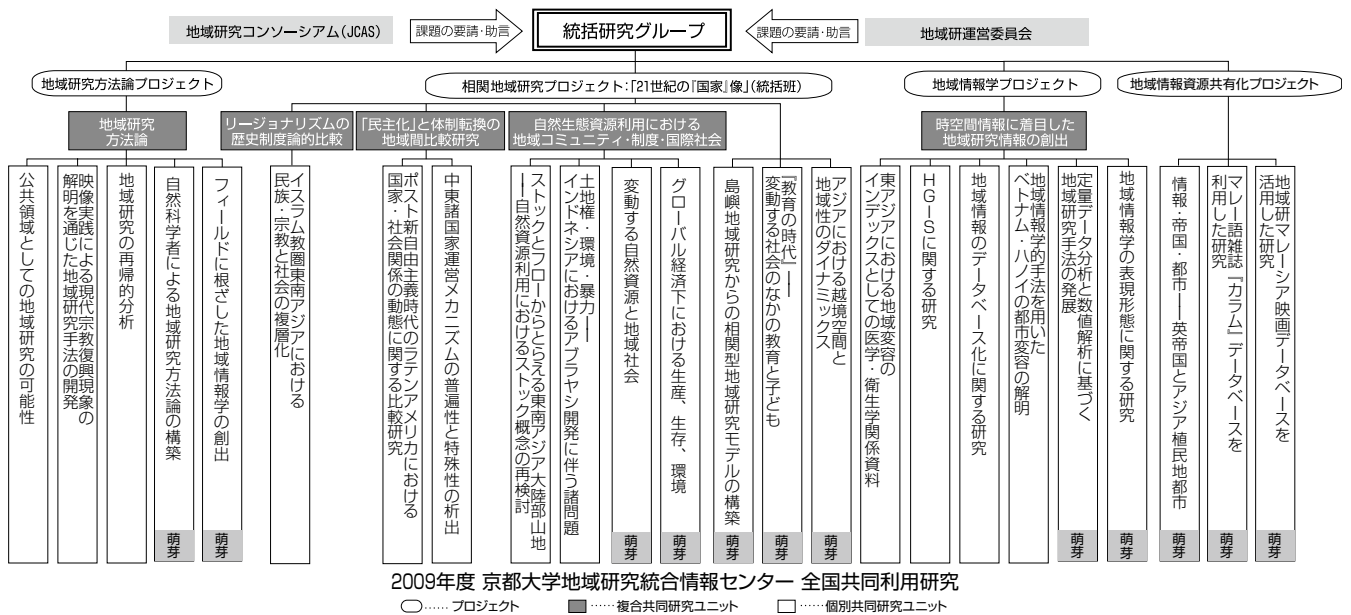 地域研究コンソーシアム(JCAS)
課題の要請・助言
統括研究グループ
課題の要請・助言
地域研運営委員会
地域研究方法論プロジェクト
相関地域研究プロジェクト:「21世紀の『国家』像」(統括班)
地域情報学プロジェクト
地域情報資源共有化プロジェクト
地域研究
方法論
リージョナリズムの
歴史制度論的比較
「民主化」と体制転換の
地域間比較研究
自然生態資源利用における
地域コミュニティ・制度・国際社会
時空間情報に着目した
地域研究情報の創出
公共領域としての地域研究の可能性
映像実践による現代宗教復興現象の
解明を通じた地域研究手法の開発
地域研究の再帰的分析
自然科学者による地域研究方法論の構築
萌芽
フィールドに根ざした地域情報学の創出
萌芽
イスラム教圏東南アジアにおける
民族・宗教と社会の複層化
ポスト新自由主義時代のラテンアメリカにおける
国家・社会関係の動態に関する比較研究
中東諸国家運営メカニズムの普遍性と特殊性の析出
ストックとフローからとらえる東南アジア大陸部山地
──自然資源利用におけるストック概念の再検討
土地権・環境・暴力──
インドネシアにおけるアブラヤシ開発に伴う諸問題
変動する自然資源と地域社会
萌芽
グローバル経済下における生産、生存、環境
萌芽
島嶼地域研究からの相関型地域研究モデルの構築
萌芽
『教育の時代』──
変動する社会のなかの教育と子ども
萌芽
アジアにおける越境空間と
地域性のダイナミックス
萌芽
東アジアにおける地域変容の
インデックスとしての医学・衛生学関係資料
HGISに関する研究
地域情報のデータベース化に関する研究
地域情報学的手法を用いた
ベトナム・ハノイの都市変容の解明
定量データ分析と数値解析に基づく
地域研究手法の発展
萌芽
地域情報学の表現形態に関する研究
萌芽
情報・帝国・都市──英帝国とアジア植民地都市
萌芽
マレー語雑誌『カラム』データベースを
利用した研究
萌芽
地域研マレーシア映画データベースを
活用した研究
萌芽
2009年度 京都大学地域研究統合情報センター 全国共同利用研究
……プロジェクト
……複合共同研究ユニット
……個別共同研究ユニット